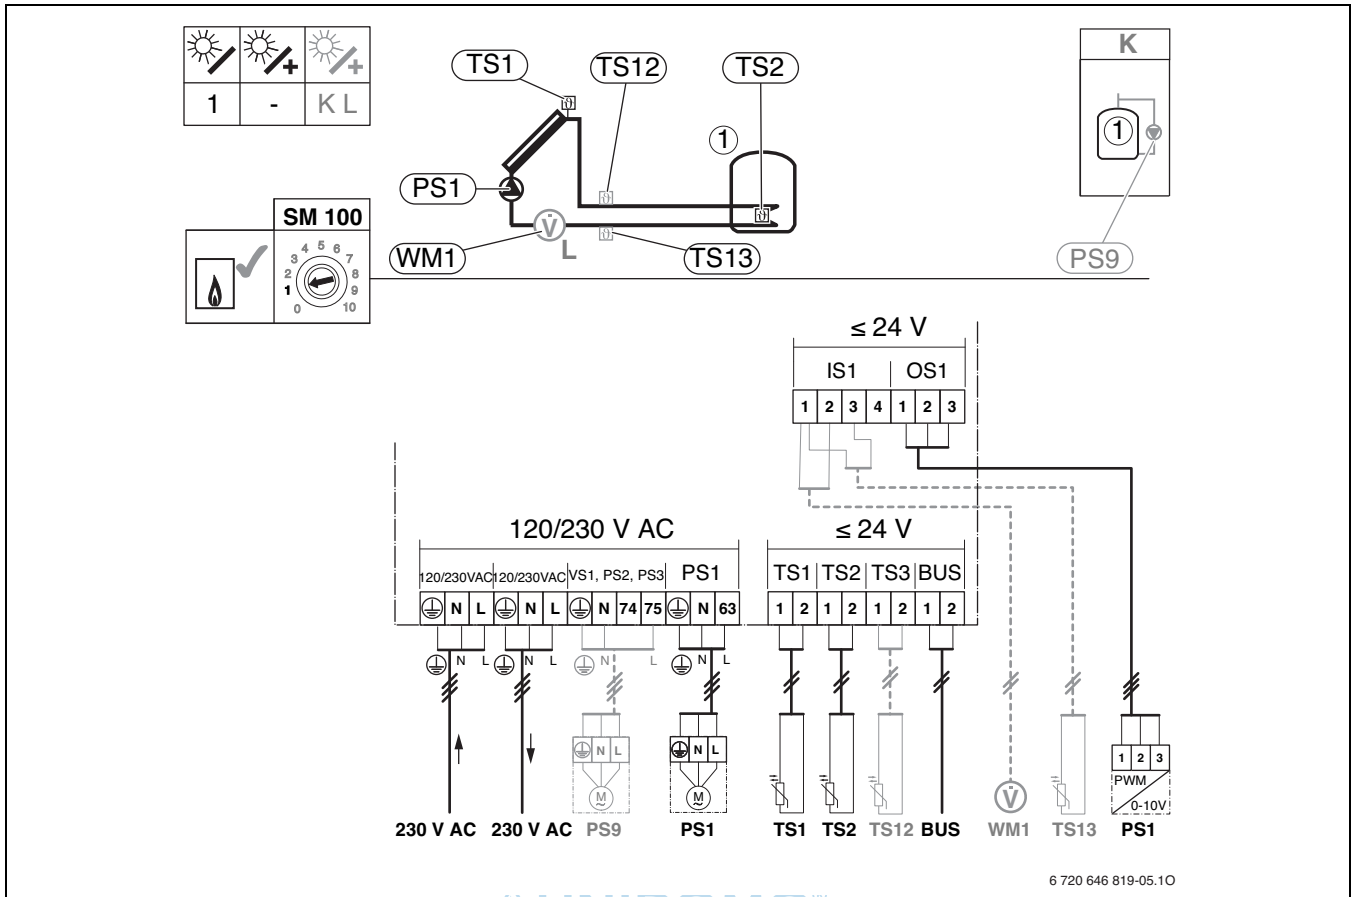 1 - K L
TS1 TS12 TS2
1
PS1
WM1 V̇ L TS13
K
1
PS9
SM 100
0 1 2 3 4 5 6 7 8 9 10
≤ 24 V
IS1 OS1
1 2 3 4 1 2 3
120/230 V AC ≤ 24 V
120/230VAC 120/230VAC VS1, PS2, PS3 PS1 TS1 TS2 TS3 BUS
N L N L N 74 75 N 63 1 2 1 2 1 2 1 2
N L N L N L N L
N L N L 1 2 3
M ~ M ~ V̇ PWM
0-10V
230 V AC 230 V AC PS9 PS1 TS1 TS2 TS12 BUS WM1 TS13 PS1
6 720 646 819-05.1O